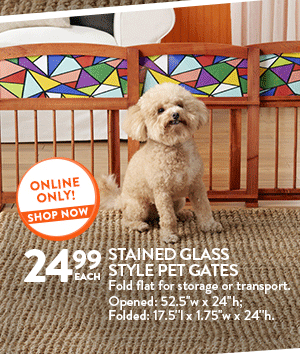 ONLINE
ONLY!
SHOP NOW
24.99
EACH
STAINED GLASS
STYLE PET GATES
Fold flat for storage or transport.
Opened: 52.5"w x 24"h;
Folded: 17.5"l x 1.75"w x 24"h.